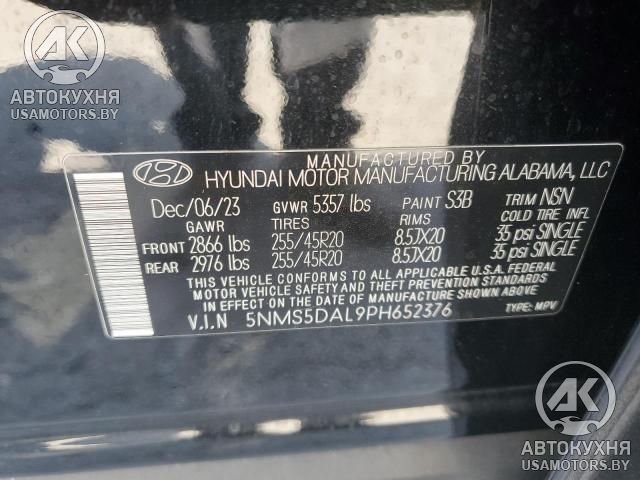 AK
АВТОКУХНЯ
USAMOTORS.BY
MANUFACTURED BY
HYUNDAI MOTOR MANUFACTURING ALABAMA, LLC
Dec/06/23 GVWR 5357 lbs PAINT S3B TRIM NSN
GAWR TIRES RIMS COLD TIRE INFL
FRONT 2866 lbs 255/45R20 8.5JX20 35 psi SINGLE
REAR 2976 lbs 255/45R20 8.5JX20 35 psi SINGLE
THIS VEHICLE CONFORMS TO ALL APPLICABLE U.S.A. FEDERAL
MOTOR VEHICLE SAFETY AND THEFT PREVENTION STANDARDS
IN EFFECT ON THE DATE OF MANUFACTURE SHOWN ABOVE.
V.I.N 5NMS5DAL9PH652376 TYPE: MPV
AK
АВТОКУХНЯ
USAMOTORS.BY